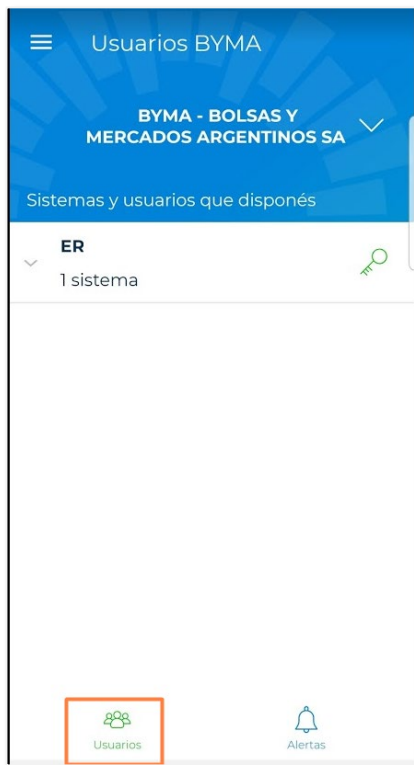 Usuarios BYMA
BYMA - BOLSAS Y
MERCADOS ARGENTINOS SA
Sistemas y usuarios que disponés
ER
1 sistema
Usuarios
Alertas